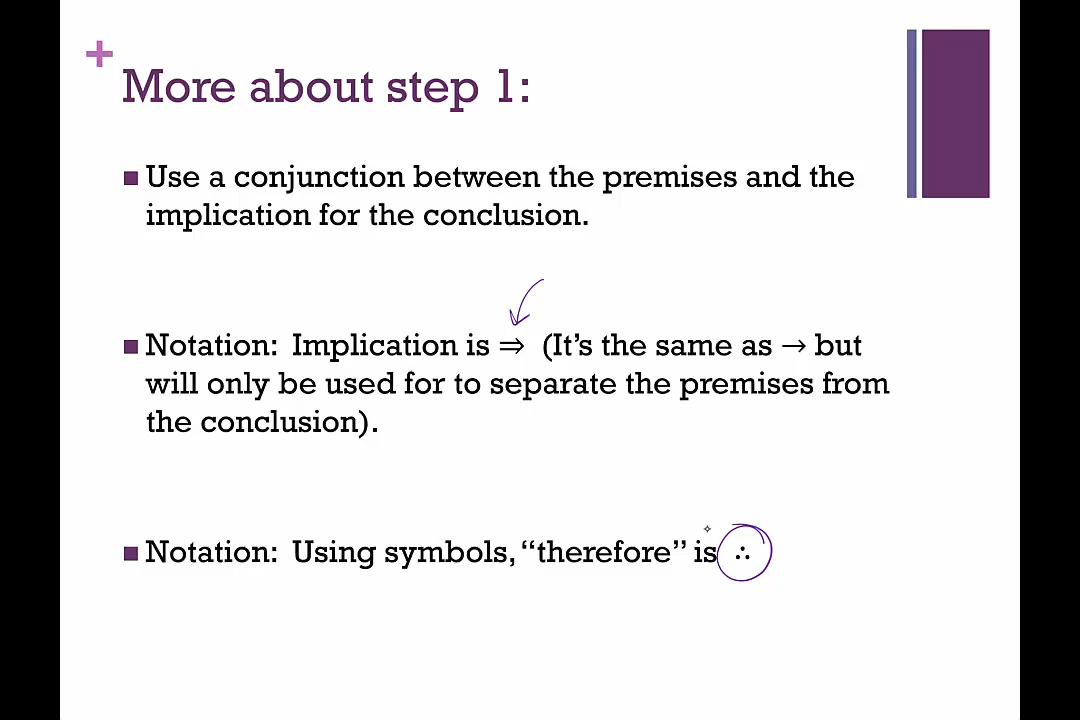 +
More about step 1:
■ Use a conjunction between the premises and the
implication for the conclusion.
■ Notation: Implication is ⇒ (It’s the same as → but
will only be used for to separate the premises from
the conclusion).
■ Notation: Using symbols, “therefore” is ∴